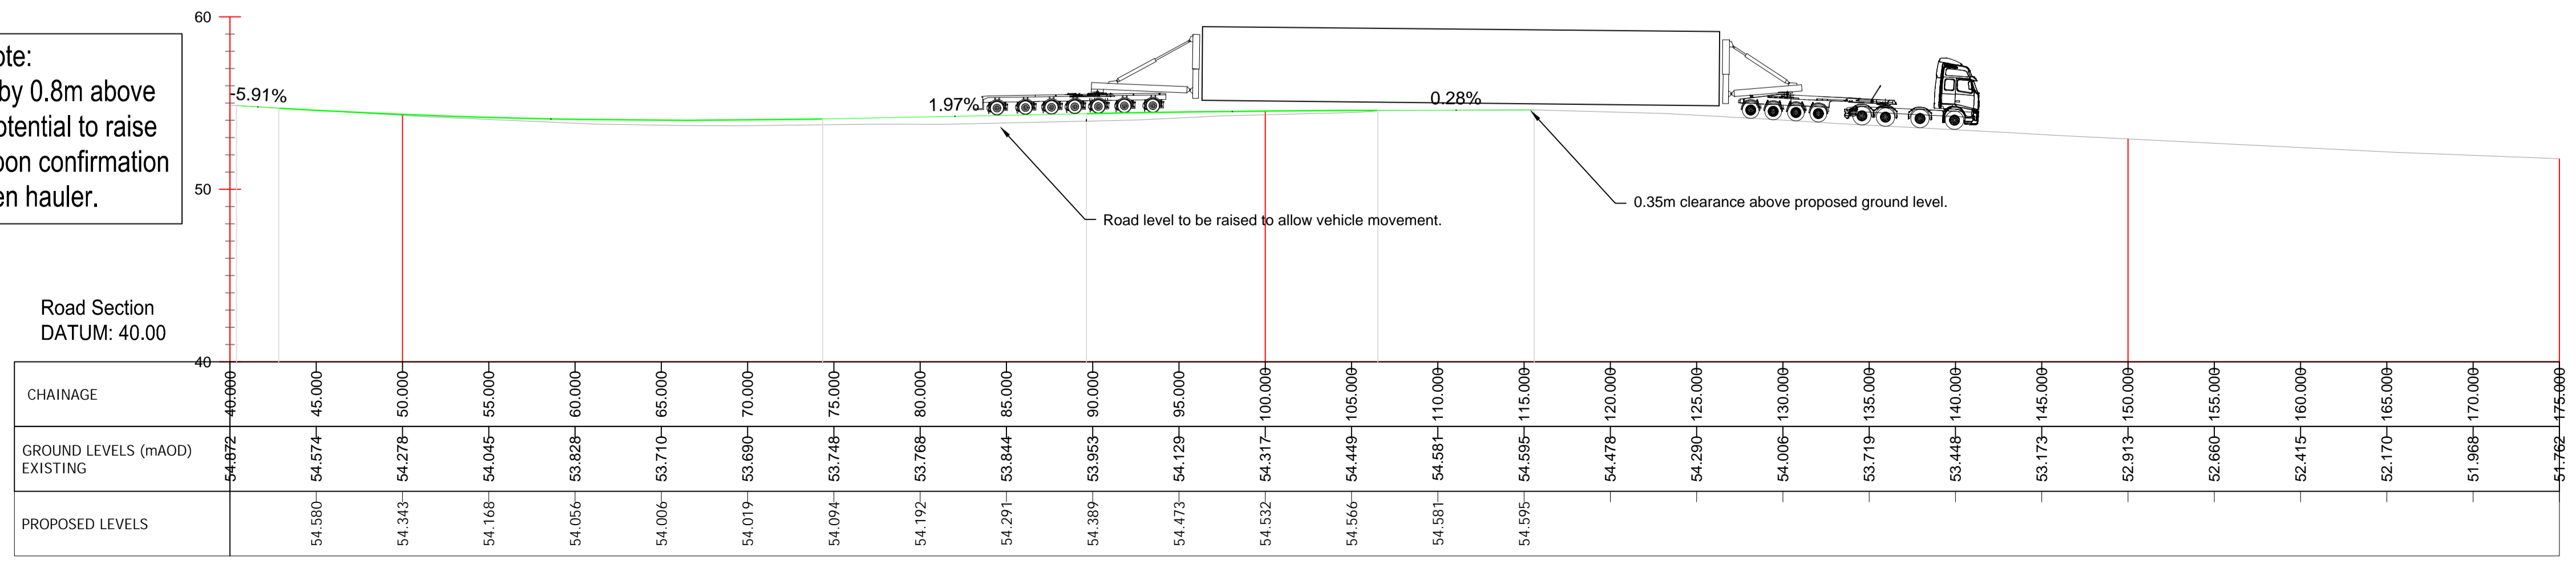 60
ote:
by 0.8m above
otential to raise
oon confirmation
en hauler.
-5.91%
1.97%
0.28%
50
Road level to be raised to allow vehicle movement.
0.35m clearance above proposed ground level.
Road Section
DATUM: 40.00
40
CHAINAGE
40.000 45.000 50.000 55.000 60.000 65.000 70.000 75.000 80.000 85.000 90.000 95.000 100.000 105.000 110.000 115.000 120.000 125.000 130.000 135.000 140.000 145.000 150.000 155.000 160.000 165.000 170.000 175.000
GROUND LEVELS (mAOD)
EXISTING
54.872 54.574 54.278 54.045 53.828 53.710 53.690 53.748 53.768 53.844 53.953 54.129 54.317 54.449 54.581 54.595 54.478 54.290 54.006 53.719 53.448 53.173 52.913 52.660 52.415 52.170 51.968 51.762
PROPOSED LEVELS
54.580 54.343 54.168 54.056 54.006 54.019 54.094 54.192 54.291 54.389 54.473 54.532 54.566 54.581 54.595